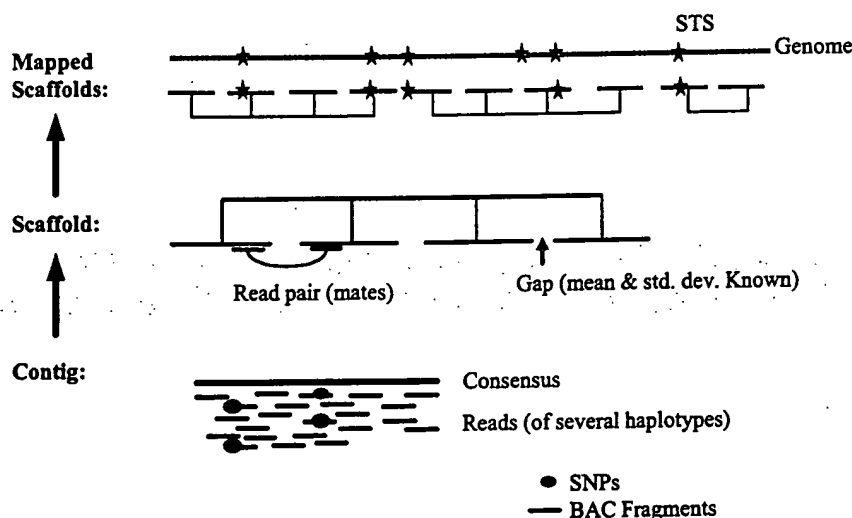 STS
Genome
Mapped
Scaffolds:
Scaffold:
Read pair (mates)
Gap (mean & std. dev. Known)
Contig:
Consensus
Reads (of several haplotypes)
SNPs
BAC Fragments